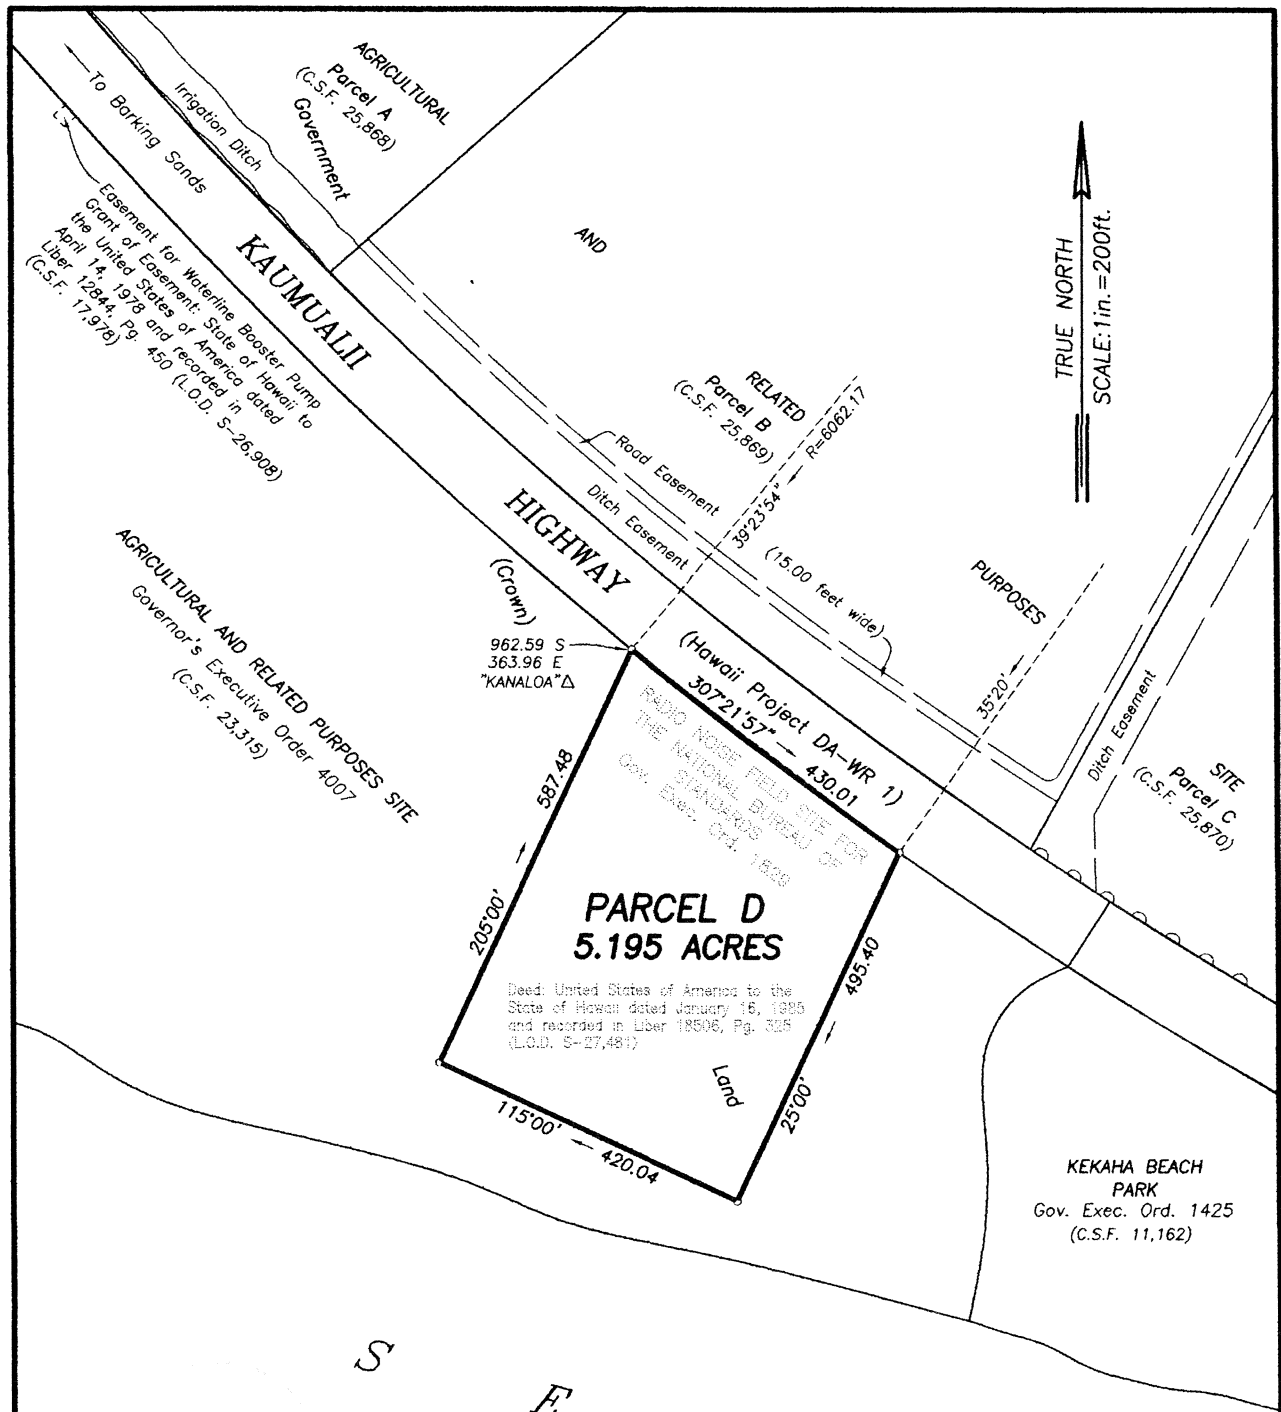 AGRICULTURAL
Parcel A
(C.S.F. 25,868)
Government
Irrigation Ditch
To Barking Sands
Easement for Waterline Booster Pump
Grant of Easement: State of Hawaii to
the United States of America dated
April 14, 1978 and recorded in
Liber 12844, Pg. 450 (L.O.D. S-26,908)
(C.S.F. 17,978)
KAUMUALII
AND
TRUE NORTH
SCALE:1in.=200ft.
RELATED
Parcel B
(C.S.F. 25,869)
R=6062.17
39°23'54"
Road Easement
Ditch Easement
HIGHWAY
(15.00 feet wide)
PURPOSES
(Crown)
AGRICULTURAL AND RELATED PURPOSES SITE
Governor's Executive Order 4007
(C.S.F. 23,315)
962.59 S
363.96 E
"KANALOA"△
(Hawaii Project DA-WR 1)
307°21'57"
430.01
35°20'
Ditch Easement
SITE
Parcel C
(C.S.F. 25,870)
RADIO NOISE FIELD SITE FOR
THE NATIONAL BUREAU OF
STANDARDS
Gov. Exec. Ord. 1828
587.48
205°00'
PARCEL D
5.195 ACRES
495.40
25°00'
Deed: United States of America to the
State of Hawaii dated January 16, 1985
and recorded in Liber 18506, Pg. 325
(L.O.D. S-27,481)
Land
115°00'
420.04
KEKAHA BEACH
PARK
Gov. Exec. Ord. 1425
(C.S.F. 11,162)
S
E